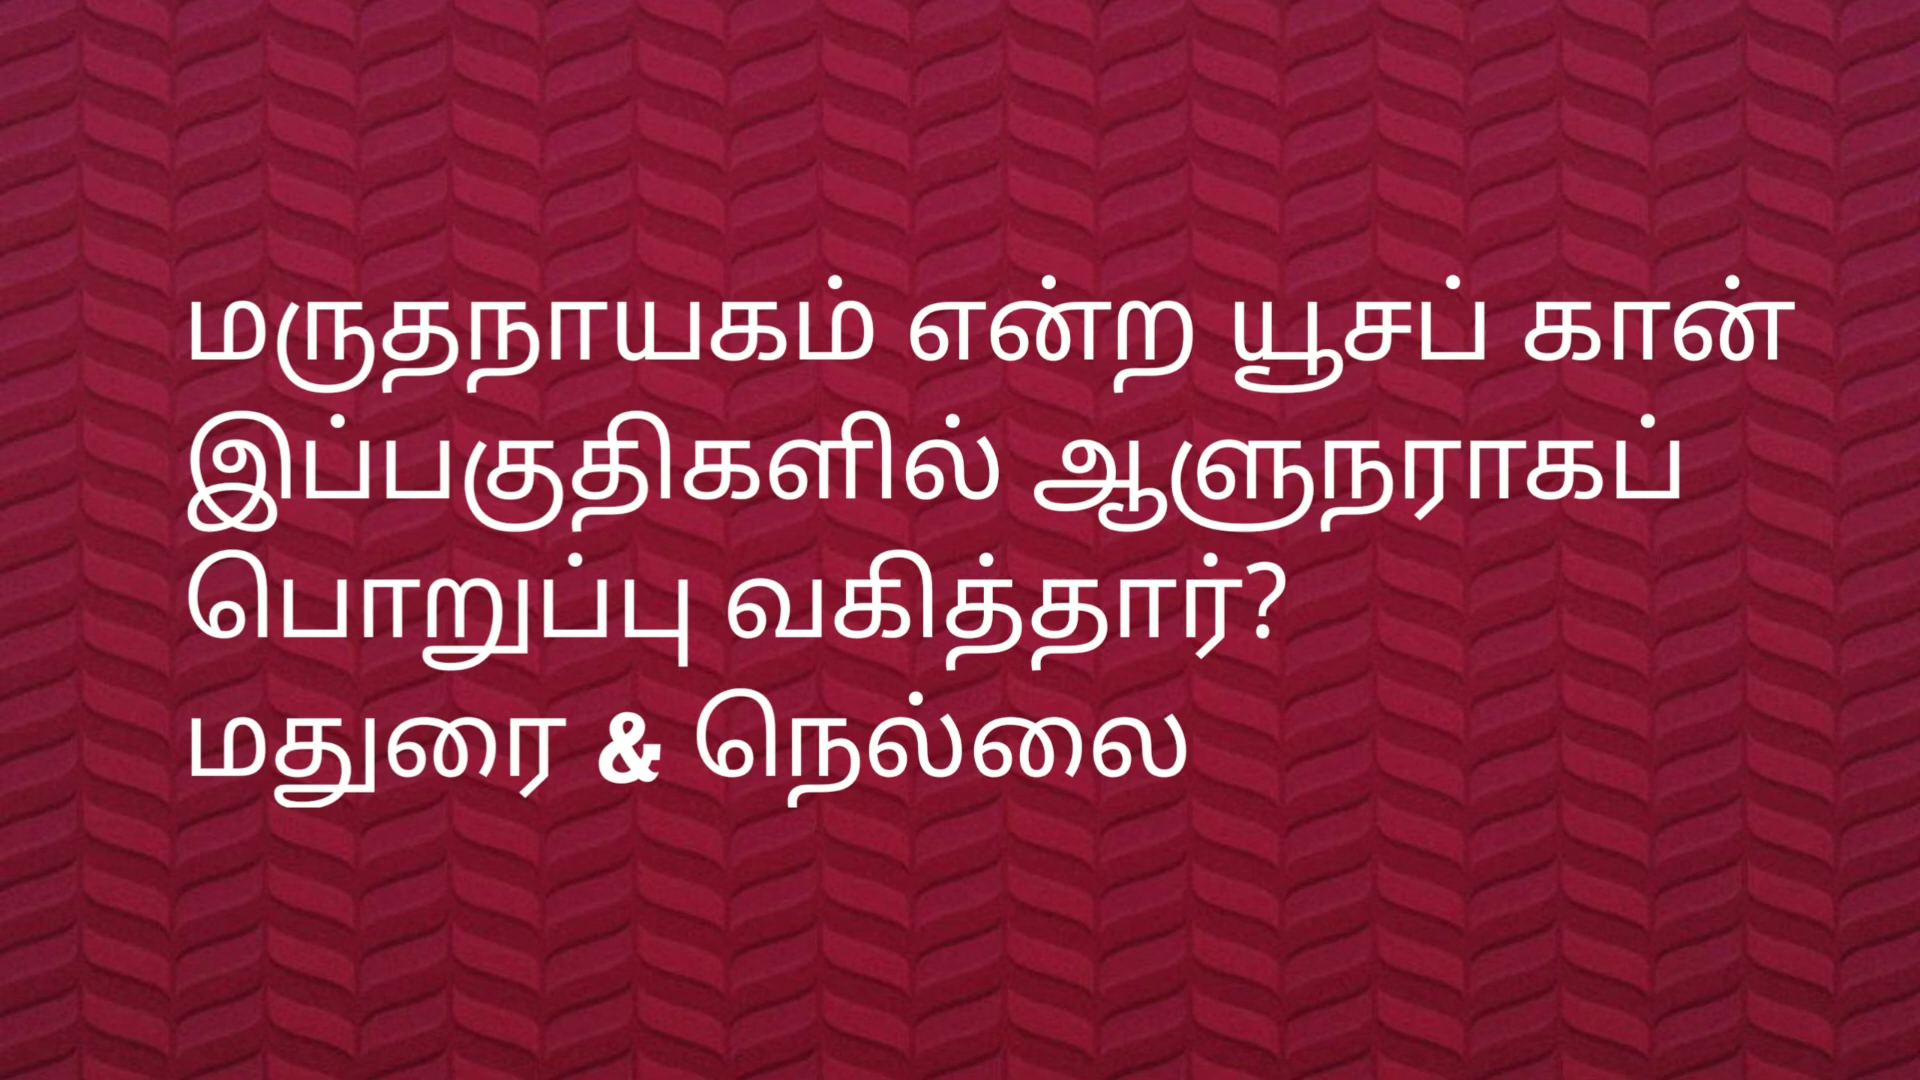 மருதநாயகம் என்ற யூசப் கான்
இப்பகுதிகளில் ஆளுநராகப்
பொறுப்பு வகித்தார்?
மதுரை & நெல்லை